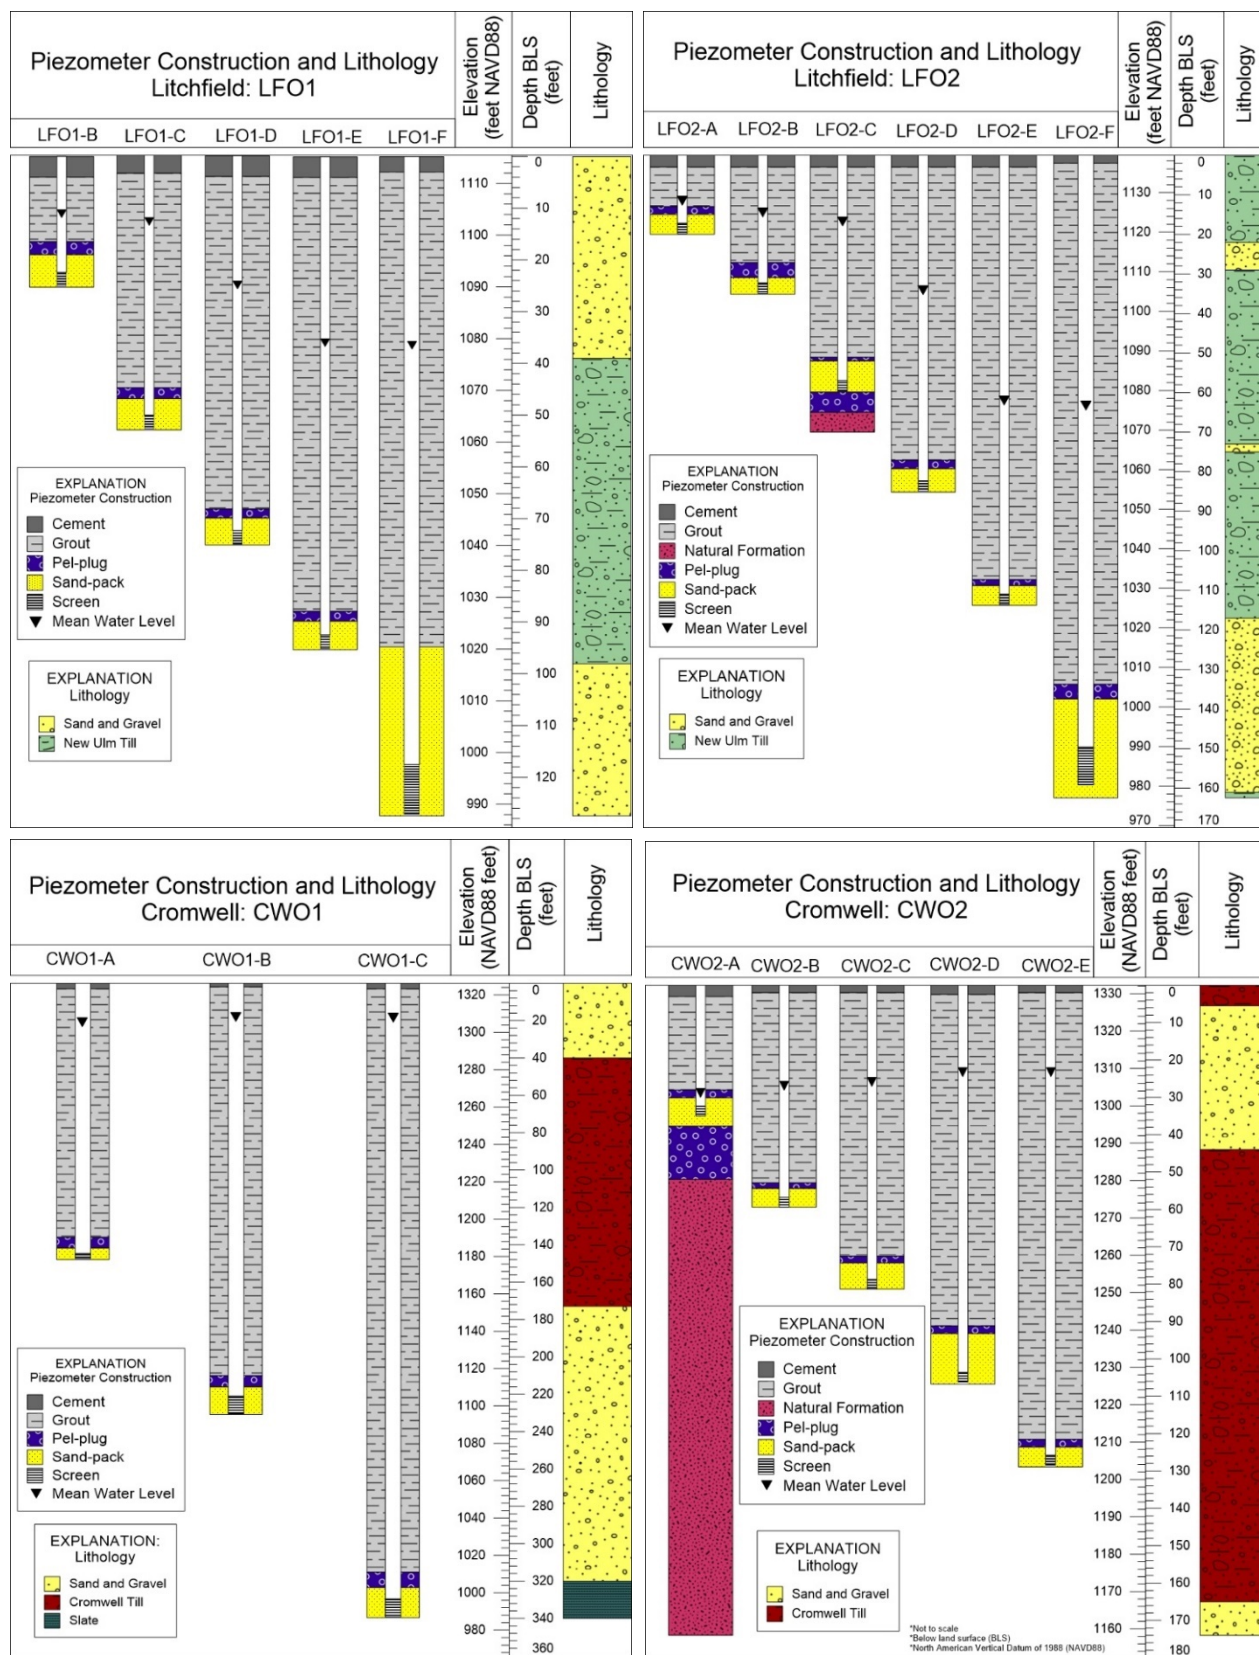 Piezometer Construction and Lithology
Litchfield: LFO1
Elevation
(feet NAVD88)
Depth BLS
(feet)
Lithology
LFO1-B LFO1-C LFO1-D LFO1-E LFO1-F
1110
1100
1090
1080
1070
1060
1050
1040
1030
1020
1010
1000
990
0
10
20
30
40
50
60
70
80
90
100
110
120
EXPLANATION
Piezometer Construction
Cement
Grout
Pel-plug
Sand-pack
Screen
Mean Water Level
EXPLANATION
Lithology
Sand and Gravel
New Ulm Till
Piezometer Construction and Lithology
Litchfield: LFO2
Elevation
(feet NAVD88)
Depth BLS
(feet)
Lithology
LFO2-A LFO2-B LFO2-C LFO2-D LFO2-E LFO2-F
1130
1120
1110
1100
1090
1080
1070
1060
1050
1040
1030
1020
1010
1000
990
980
970
0
10
20
30
40
50
60
70
80
90
100
110
120
130
140
150
160
170
EXPLANATION
Piezometer Construction
Cement
Grout
Natural Formation
Pel-plug
Sand-pack
Screen
Mean Water Level
EXPLANATION
Lithology
Sand and Gravel
New Ulm Till
Piezometer Construction and Lithology
Cromwell: CWO1
Elevation
(NAVD88 feet)
Depth BLS
(feet)
Lithology
CWO1-A CWO1-B CWO1-C
1320
1300
1280
1260
1240
1220
1200
1180
1160
1140
1120
1100
1080
1060
1040
1020
1000
980
0
20
40
60
80
100
120
140
160
180
200
220
240
260
280
300
320
340
360
EXPLANATION
Piezometer Construction
Cement
Grout
Pel-plug
Sand-pack
Screen
Mean Water Level
EXPLANATION:
Lithology
Sand and Gravel
Cromwell Till
Slate
Piezometer Construction and Lithology
Cromwell: CWO2
Elevation
(NAVD88 feet)
Depth BLS
(feet)
Lithology
CWO2-A CWO2-B CWO2-C CWO2-D CWO2-E
1330
1320
1310
1300
1290
1280
1270
1260
1250
1240
1230
1220
1210
1200
1190
1180
1170
1160
0
10
20
30
40
50
60
70
80
90
100
110
120
130
140
150
160
170
180
EXPLANATION
Piezometer Construction
Cement
Grout
Natural Formation
Pel-plug
Sand-pack
Screen
Mean Water Level
EXPLANATION
Lithology
Sand and Gravel
Cromwell Till
*Not to scale
*Below land surface (BLS)
*North American Vertical Datum of 1988 (NAVD88)